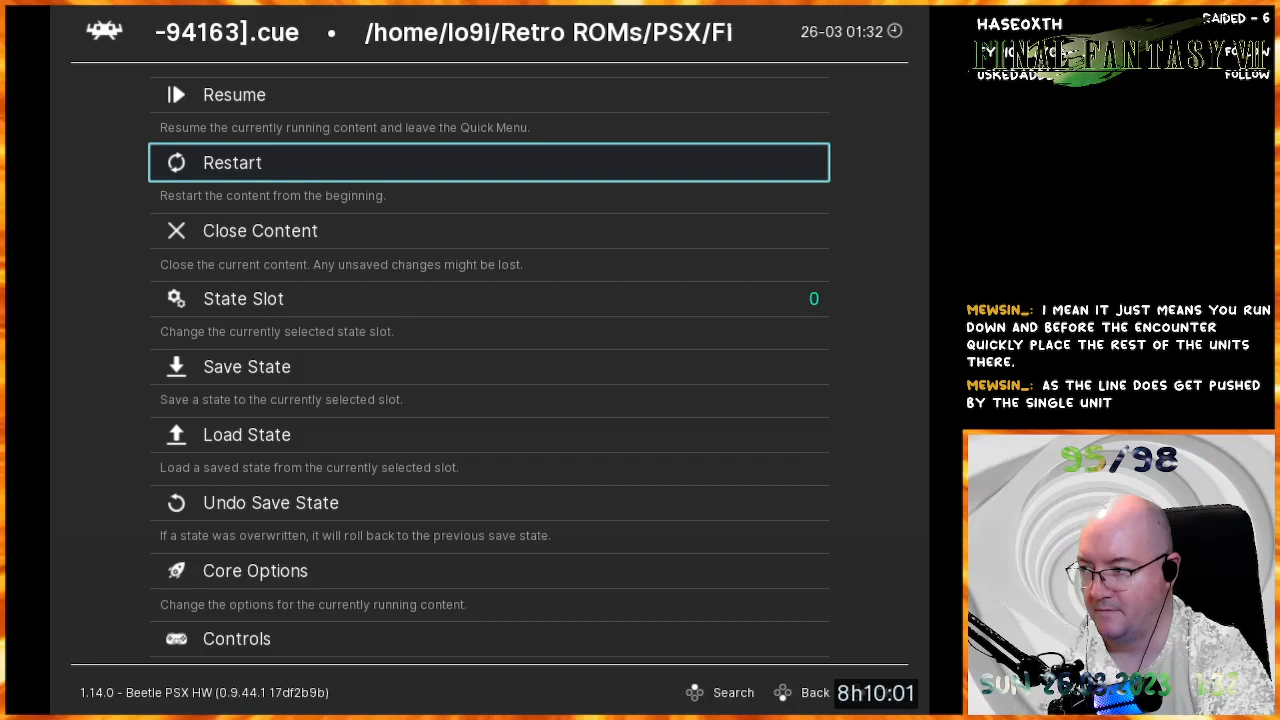 -94163].cue • /home/lo9i/Retro ROMs/PSX/Fi
26-03 01:32
Resume
Resume the currently running content and leave the Quick Menu.
Restart
Restart the content from the beginning.
Close Content
Close the current content. Any unsaved changes might be lost.
State Slot 0
Change the currently selected state slot.
Save State
Save a state to the currently selected slot.
Load State
Load a saved state from the currently selected slot.
Undo Save State
If a state was overwritten, it will roll back to the previous save state.
Core Options
Change the options for the currently running content.
Controls
1.14.0 - Beetle PSX HW (0.9.44.1 17df2b9b)
Search Back 8h10:01
HASEOXTH RAIDED - 6
FINAL FANTASY VII
FOLLOW
MEWSIN_: I MEAN IT JUST MEANS YOU RUN
DOWN AND BEFORE THE ENCOUNTER
QUICKLY PLACE THE REST OF THE UNITS
THERE.
MEWSIN_: AS THE LINE DOES GET PUSHED
BY THE SINGLE UNIT
95/98
SUN 26.03.2023 1:32